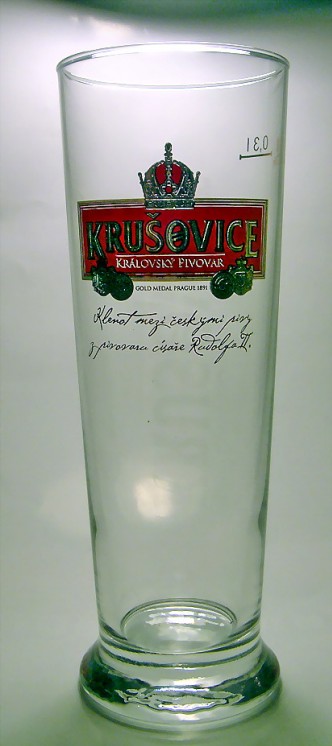 0,3 l
KRUŠOVICE
KRÁLOVSKÝ PIVOVAR
GOLD MEDAL PRAGUE 1891
Klenot mezi českými pivy
z pivovaru císaře Rudolfa II.